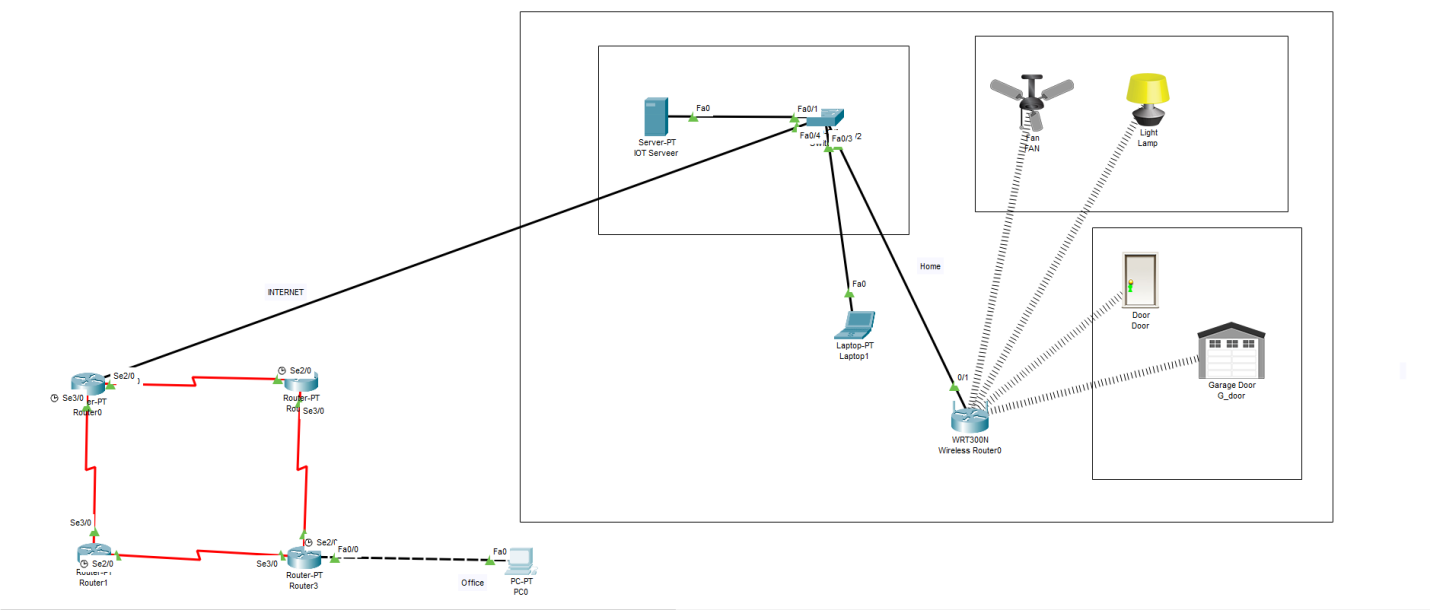 Fa0
Fa0/1
Fa0/4
Fa0/3
/2
Server-PT
IOT Serveer
Fan
FAN
Light
Lamp
Home
INTERNET
Fa0
Door
Door
Laptop-PT
Laptop1
Garage Door
G_door
0/1
WRT300N
Wireless Router0
Se2/0
Se2/0
Se3/0
er-PT
Router0
Router-PT
Se3/0
Se3/0
Se2/0
Router1
Se2/
Fa0/0
Se3/0
Router-PT
Router3
Office
Fa0
PC-PT
PC0